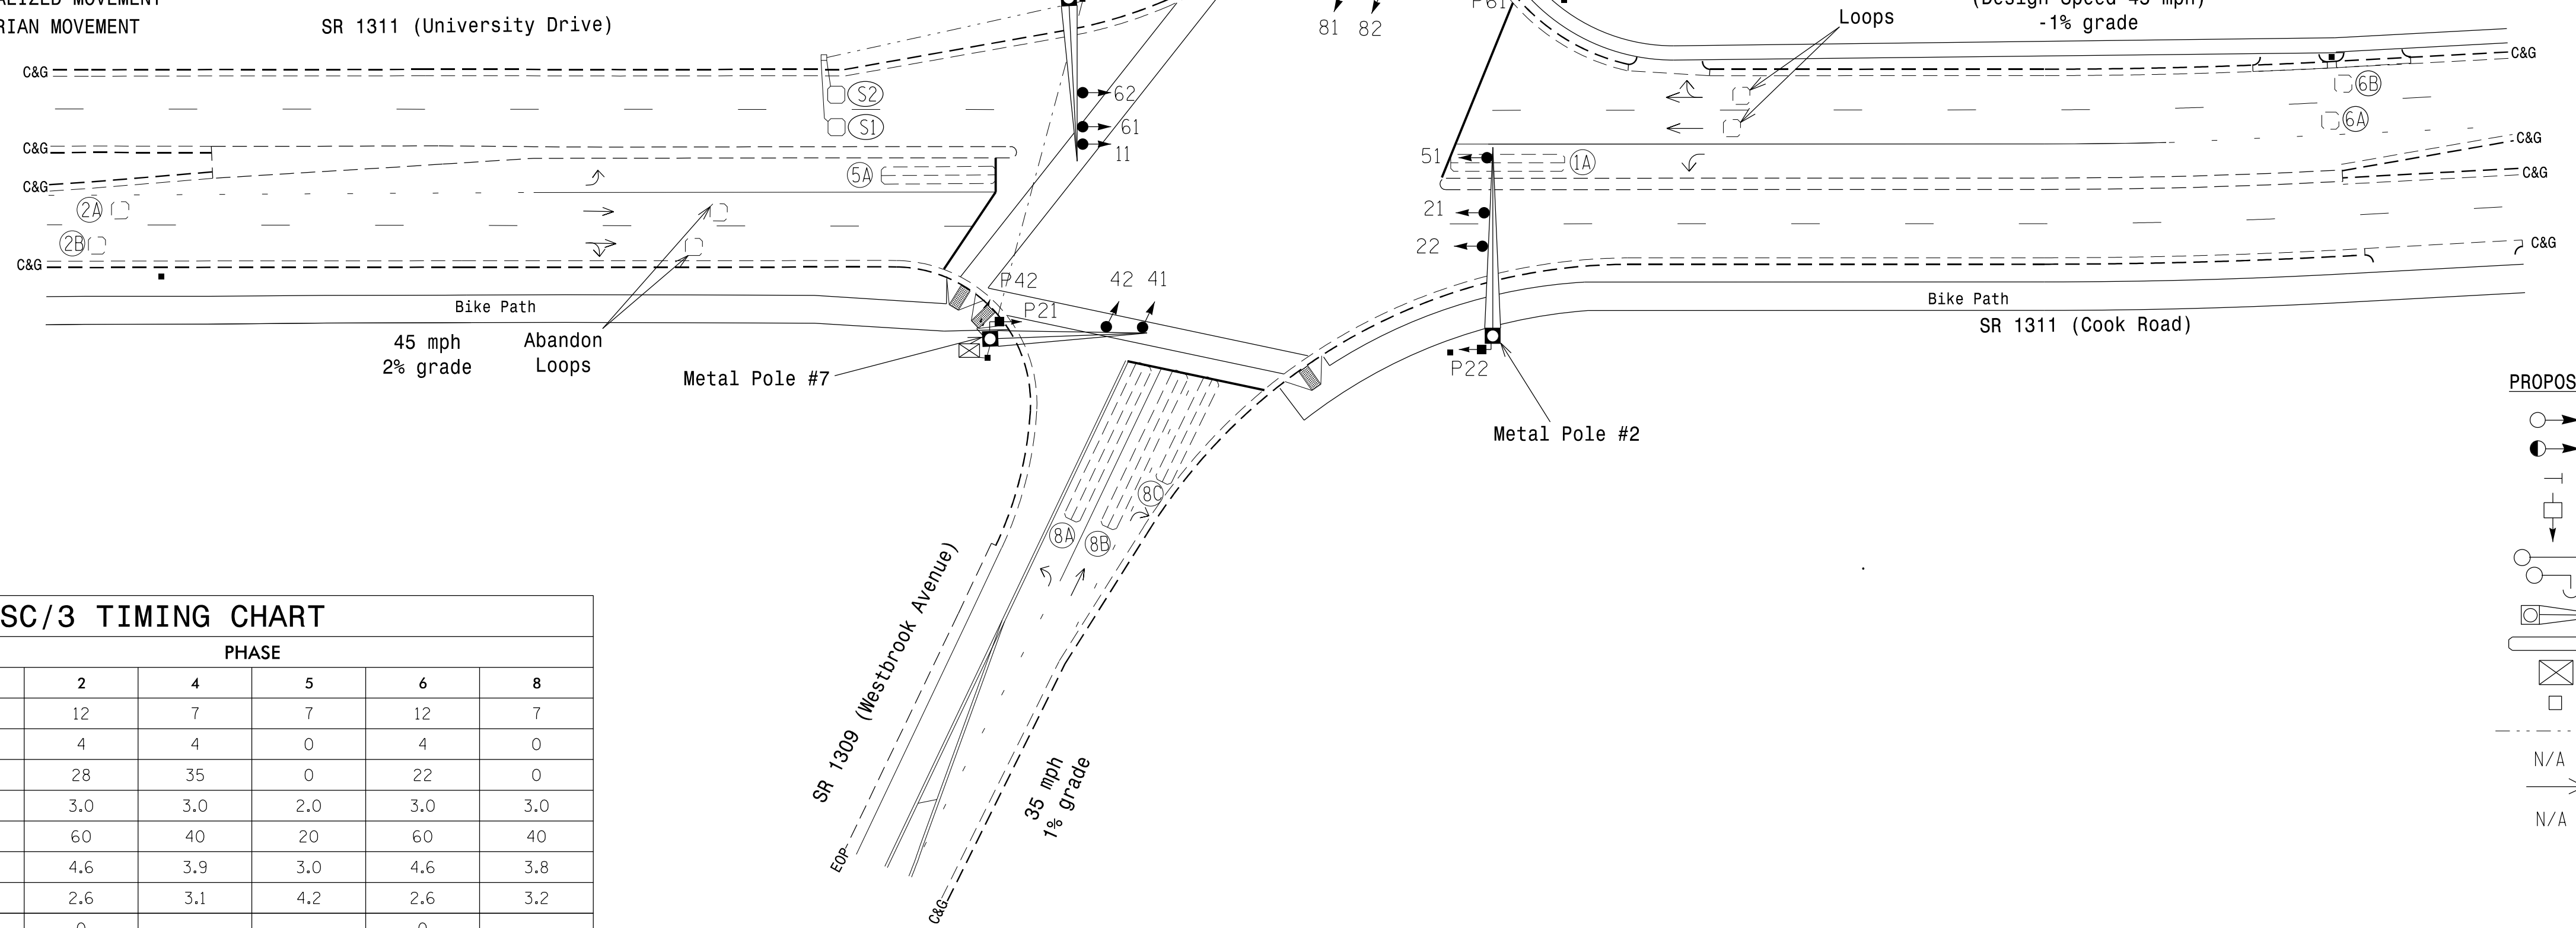 RIAN MOVEMENT
SR 1311 (University Drive)
81 82
P61
Loops
-1% grade
C&G
C&G
C&G
C&G
C&G
C&G
C&G
C&G
S2
S1
62
61
11
6B
6A
5A
51
1A
2A
2B
21
22
P42
P21
42 41
Bike Path
Bike Path
SR 1311 (Cook Road)
45 mph
2% grade
Abandon
Loops
Metal Pole #7
P22
Metal Pole #2
PROPOS
8A
8B
8C
SR 1309 (Westbrook Avenue)
35 mph
1% grade
EOP
C&G
N/A
N/A
SC/3 TIMING CHART
PHASE
2 4 5 6 8
12 7 7 12 7
4 4 0 4 0
28 35 0 22 0
3.0 3.0 2.0 3.0 3.0
60 40 20 60 40
4.6 3.9 3.0 4.6 3.8
2.6 3.1 4.2 2.6 3.2